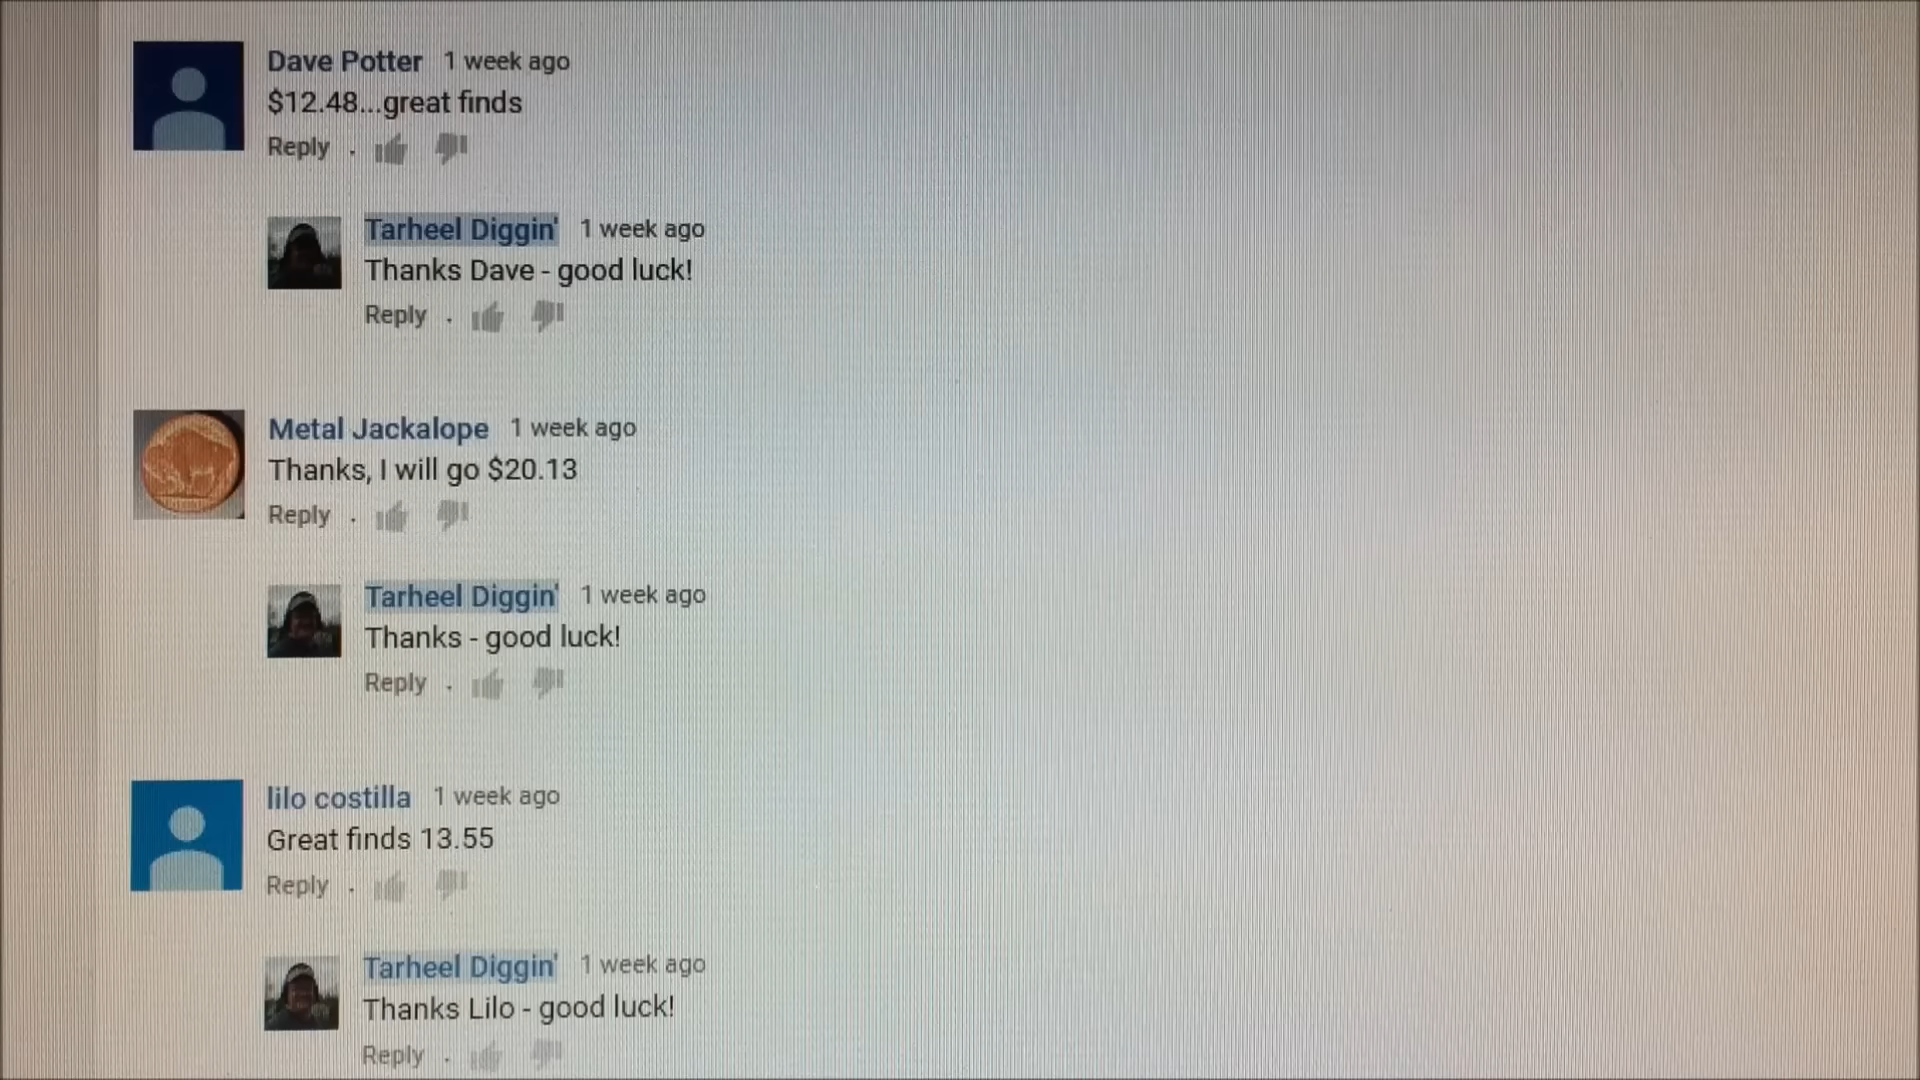 Dave Potter 1 week ago
$12.48...great finds
Reply .
Tarheel Diggin' 1 week ago
Thanks Dave - good luck!
Reply .
Metal Jackalope 1 week ago
Thanks, I will go $20.13
Reply .
Tarheel Diggin' 1 week ago
Thanks - good luck!
Reply .
lilo costilla 1 week ago
Great finds 13.55
Reply .
Tarheel Diggin' 1 week ago
Thanks Lilo - good luck!
Reply .